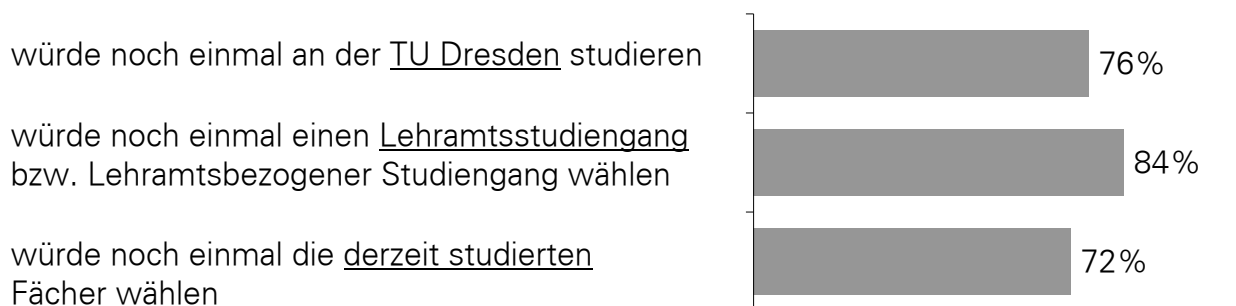 würde noch einmal an der TU Dresden studieren
76%
würde noch einmal einen Lehramtsstudiengang
bzw. Lehramtsbezogener Studiengang wählen
84%
würde noch einmal die derzeit studierten
Fächer wählen
72%